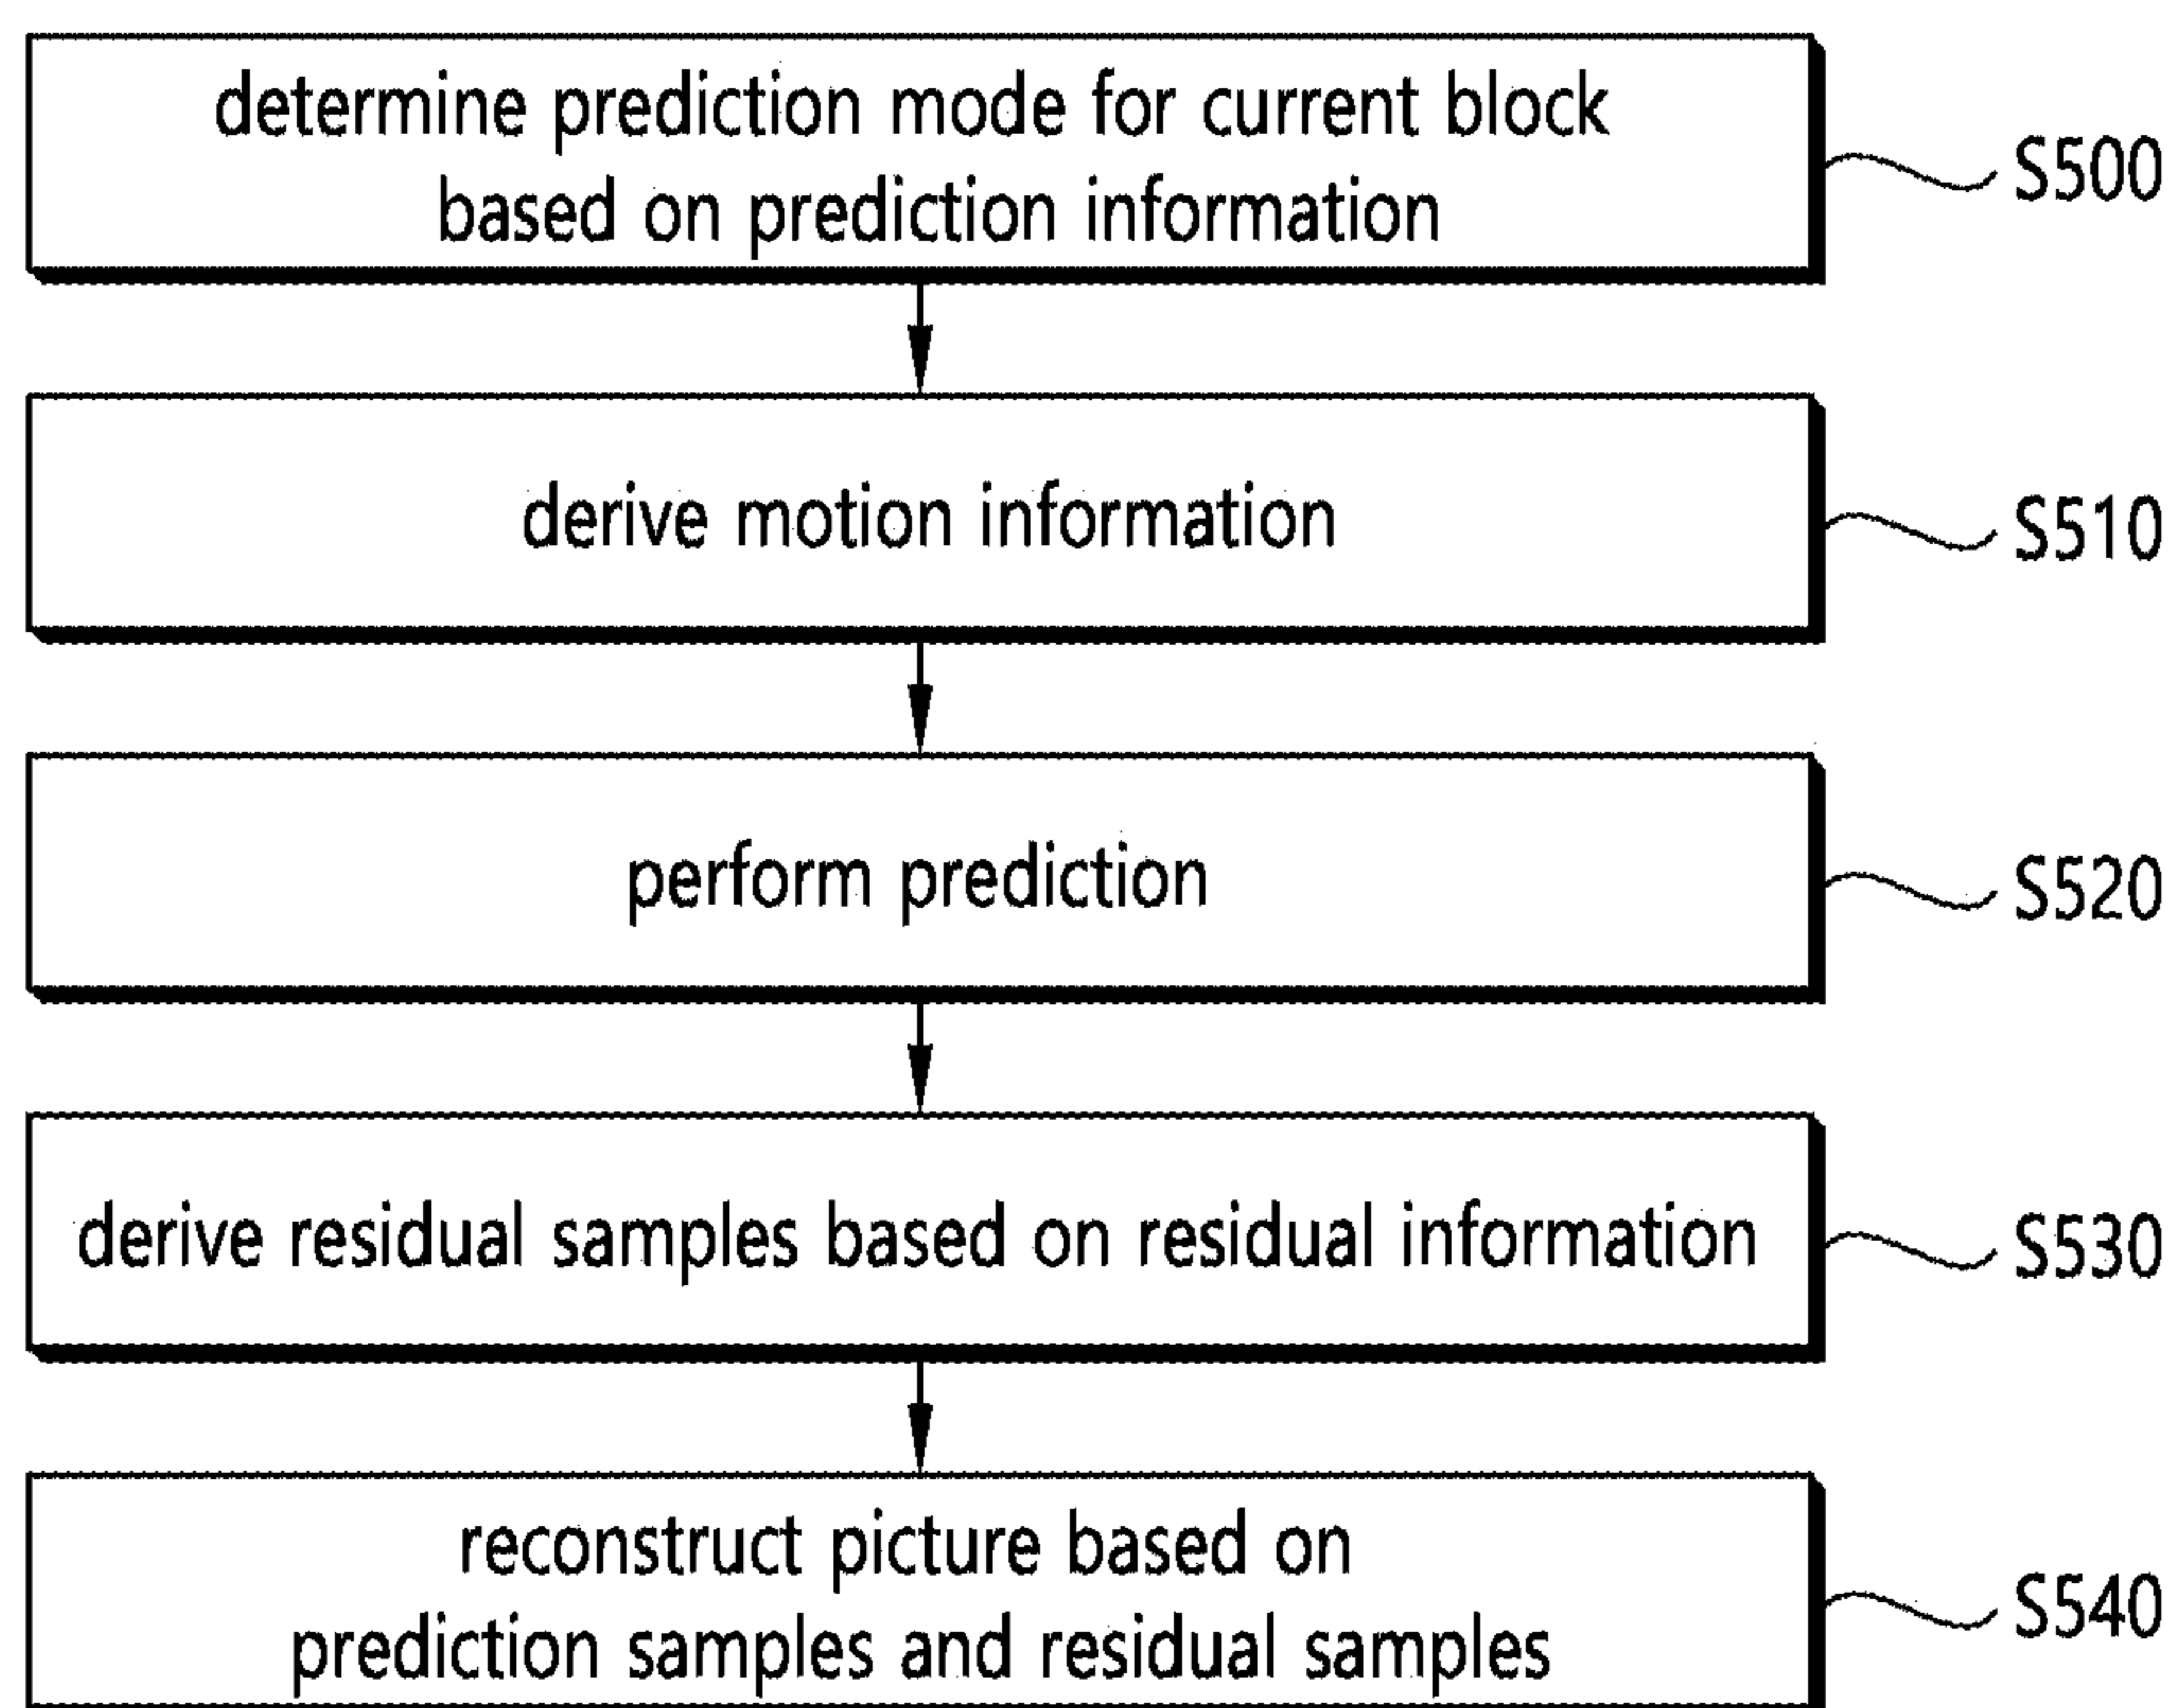 determine prediction mode for current block
based on prediction information
S500
derive motion information
S510
perform prediction
S520
derive residual samples based on residual information
S530
reconstruct picture based on
prediction samples and residual samples
S540